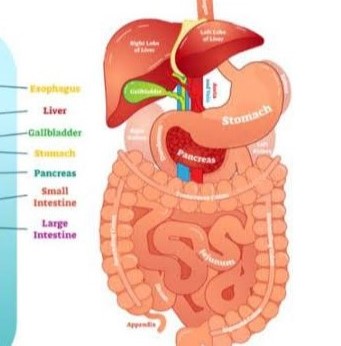 Esophagus
Liver
Gallbladder
Stomach
Pancreas
Small
Intestine
Large
Intestine
Right Lobe
of Liver
Left Lobe
of Liver
Gallbladder
Stomach
Pancreas
Jejunum
Appendix